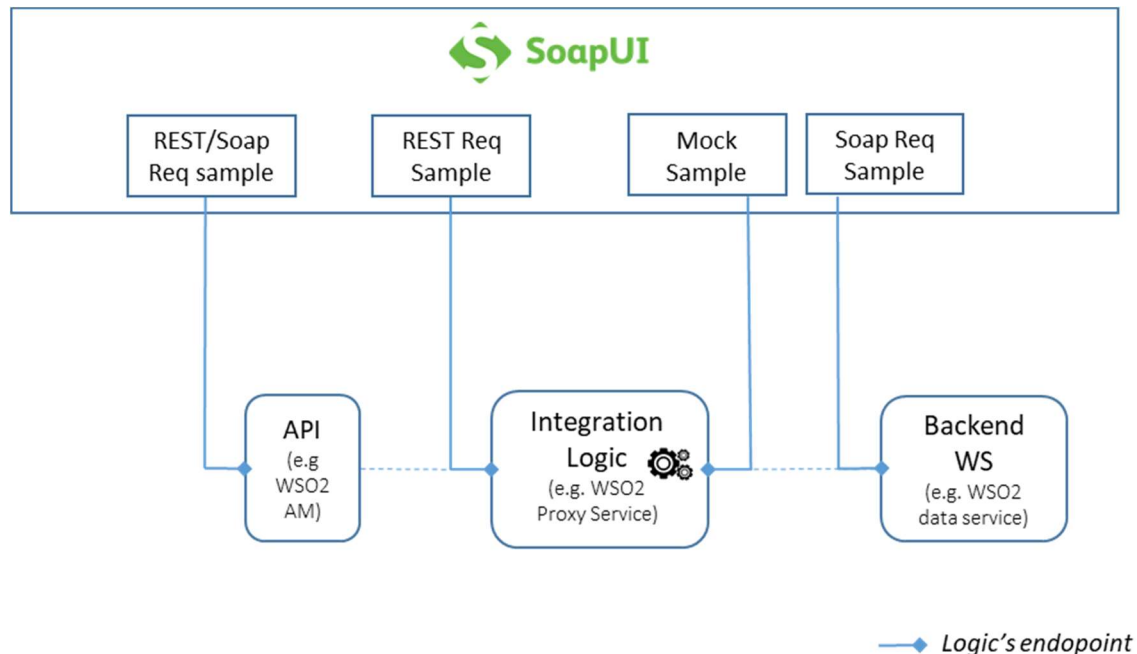 SoapUI
REST/Soap
Req sample
REST Req
Sample
Mock
Sample
Soap Req
Sample
API
(e.g
WSO2
AM)
Integration
Logic
(e.g. WSO2
Proxy Service)
Backend
WS
(e.g. WSO2
data service)
Logic's endopoint